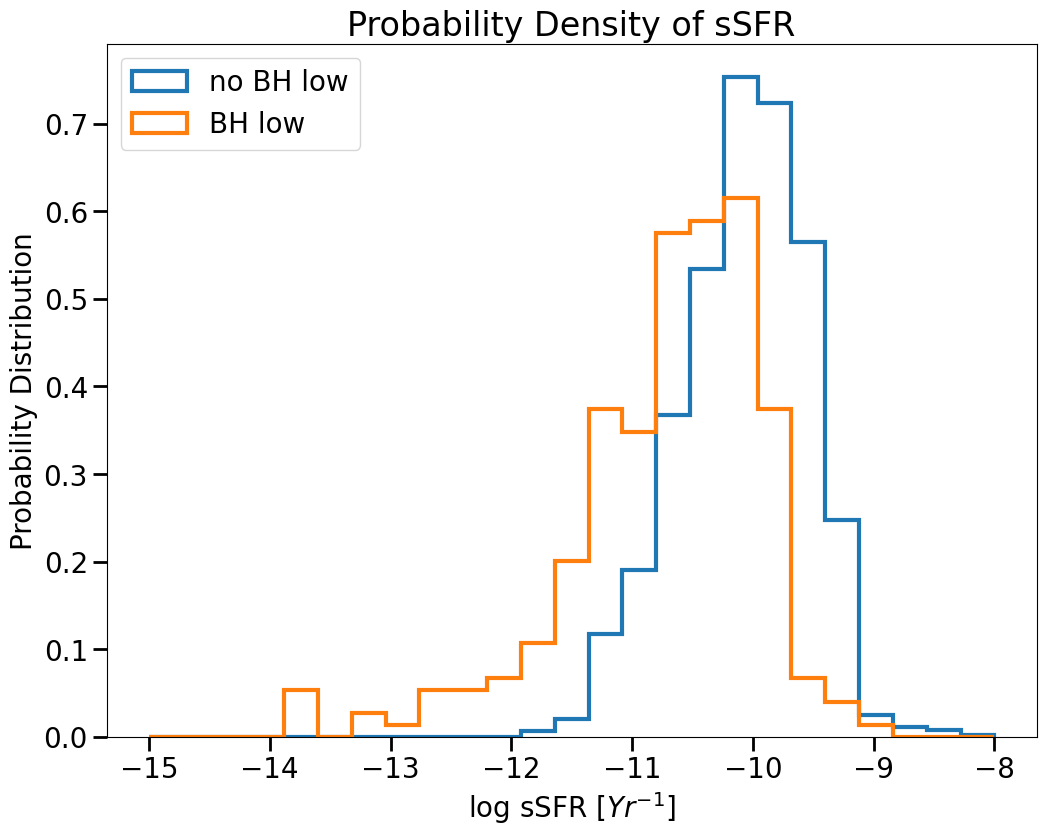 Probability Density of sSFR
no BH low
BH low
Probability Distribution
0.7
0.6
0.5
0.4
0.3
0.2
0.1
0.0
−15 −14 −13 −12 −11 −10 −9 −8
log sSFR [$Yr^{-1}$]